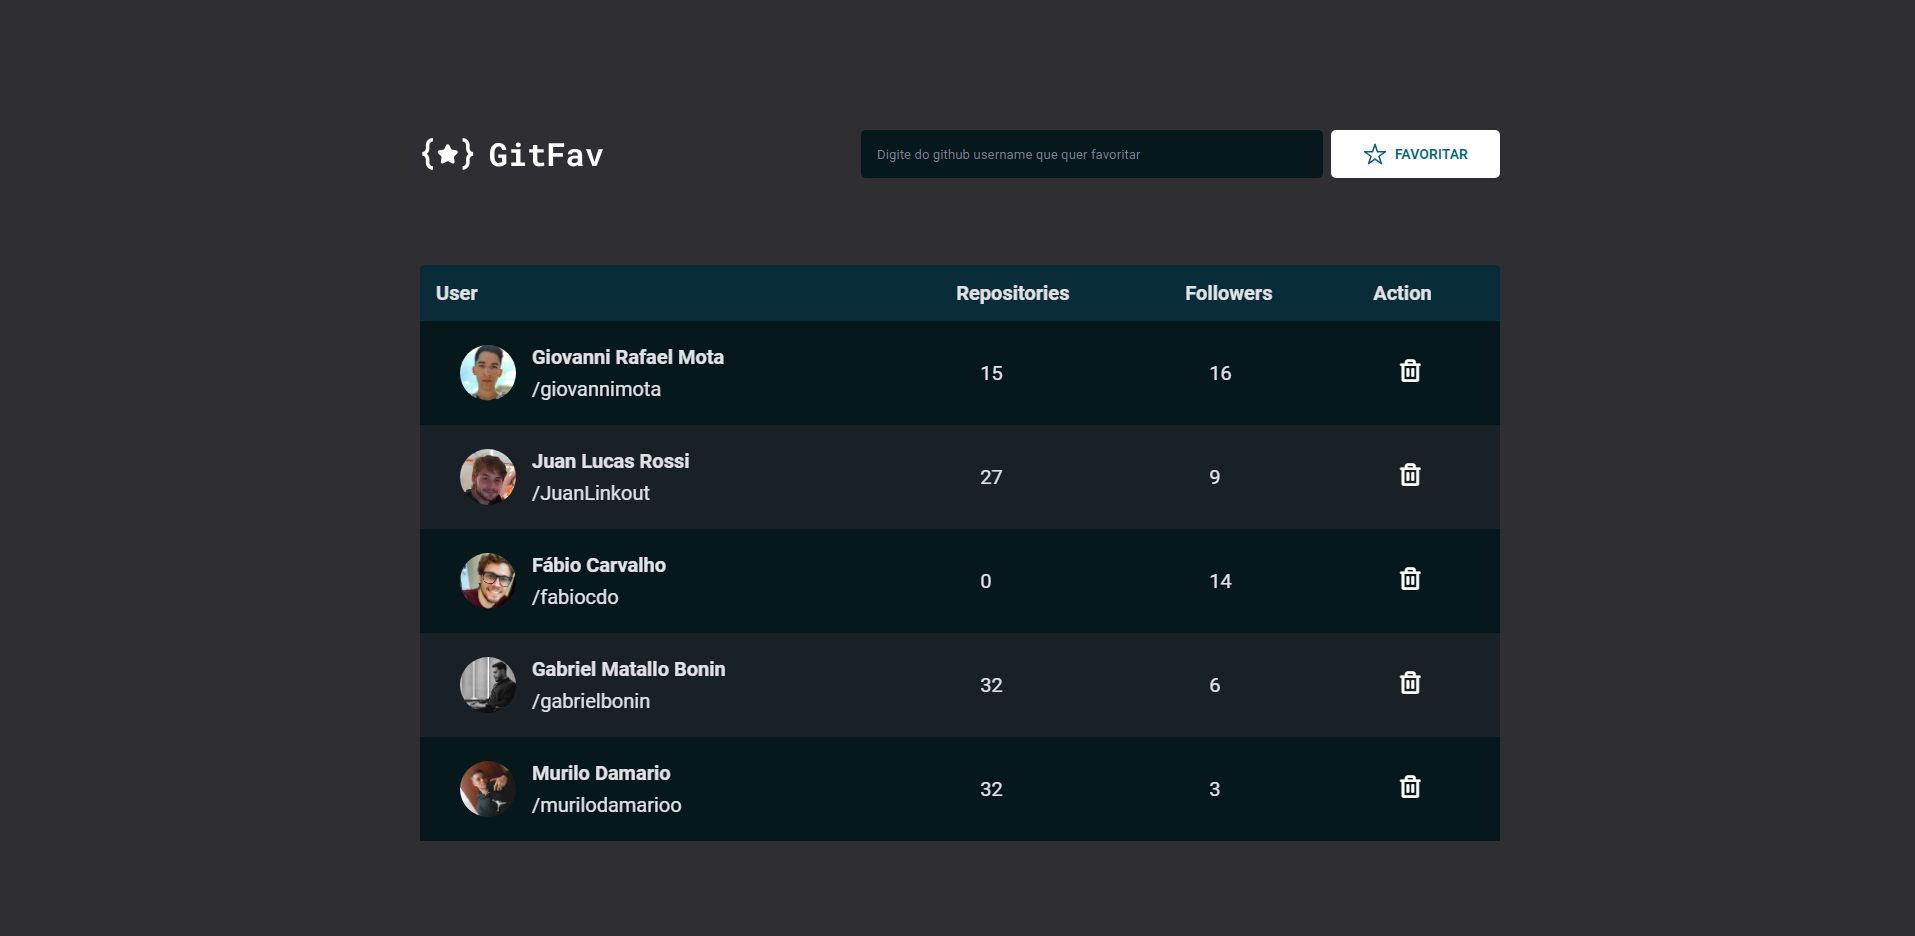 {★} GitFav
Digite do github username que quer favoritar
FAVORITAR
User Repositories Followers Action
Giovanni Rafael Mota
/giovannimota
15 16
Juan Lucas Rossi
/JuanLinkout
27 9
Fábio Carvalho
/fabiocdo
0 14
Gabriel Matallo Bonin
/gabrielbonin
32 6
Murilo Damario
/murilodamarioo
32 3